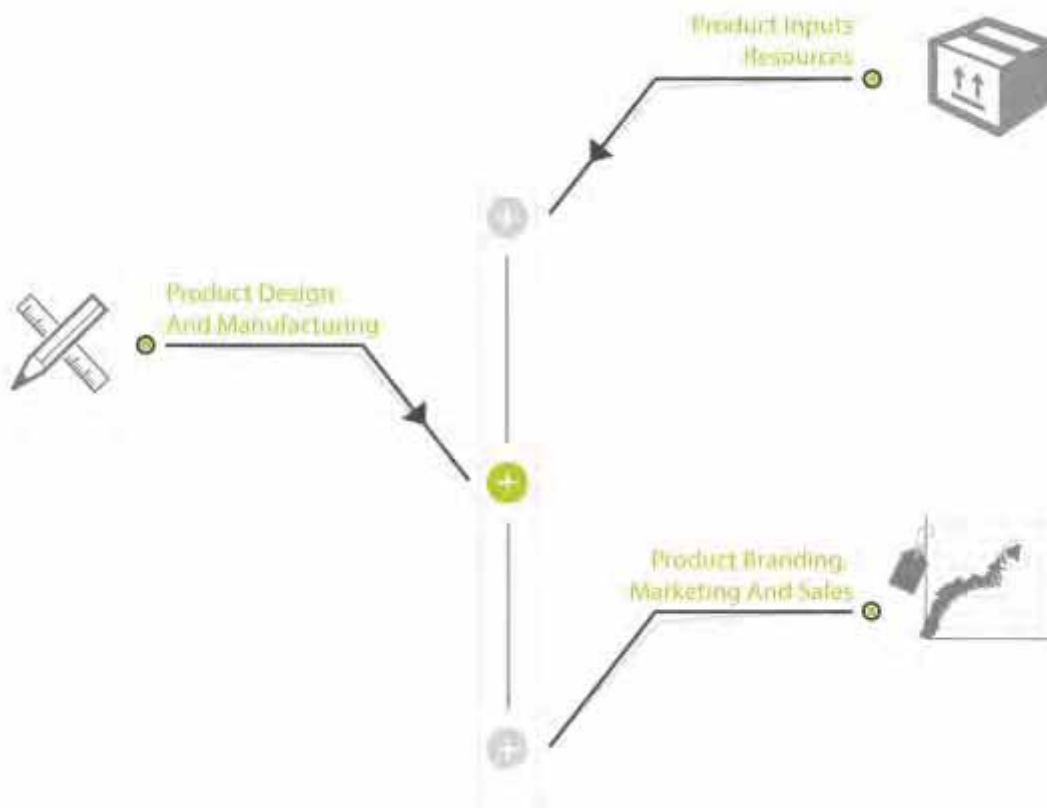 Product Inputs
Resources
Product Design
And Manufacturing
Product Branding,
Marketing And Sales